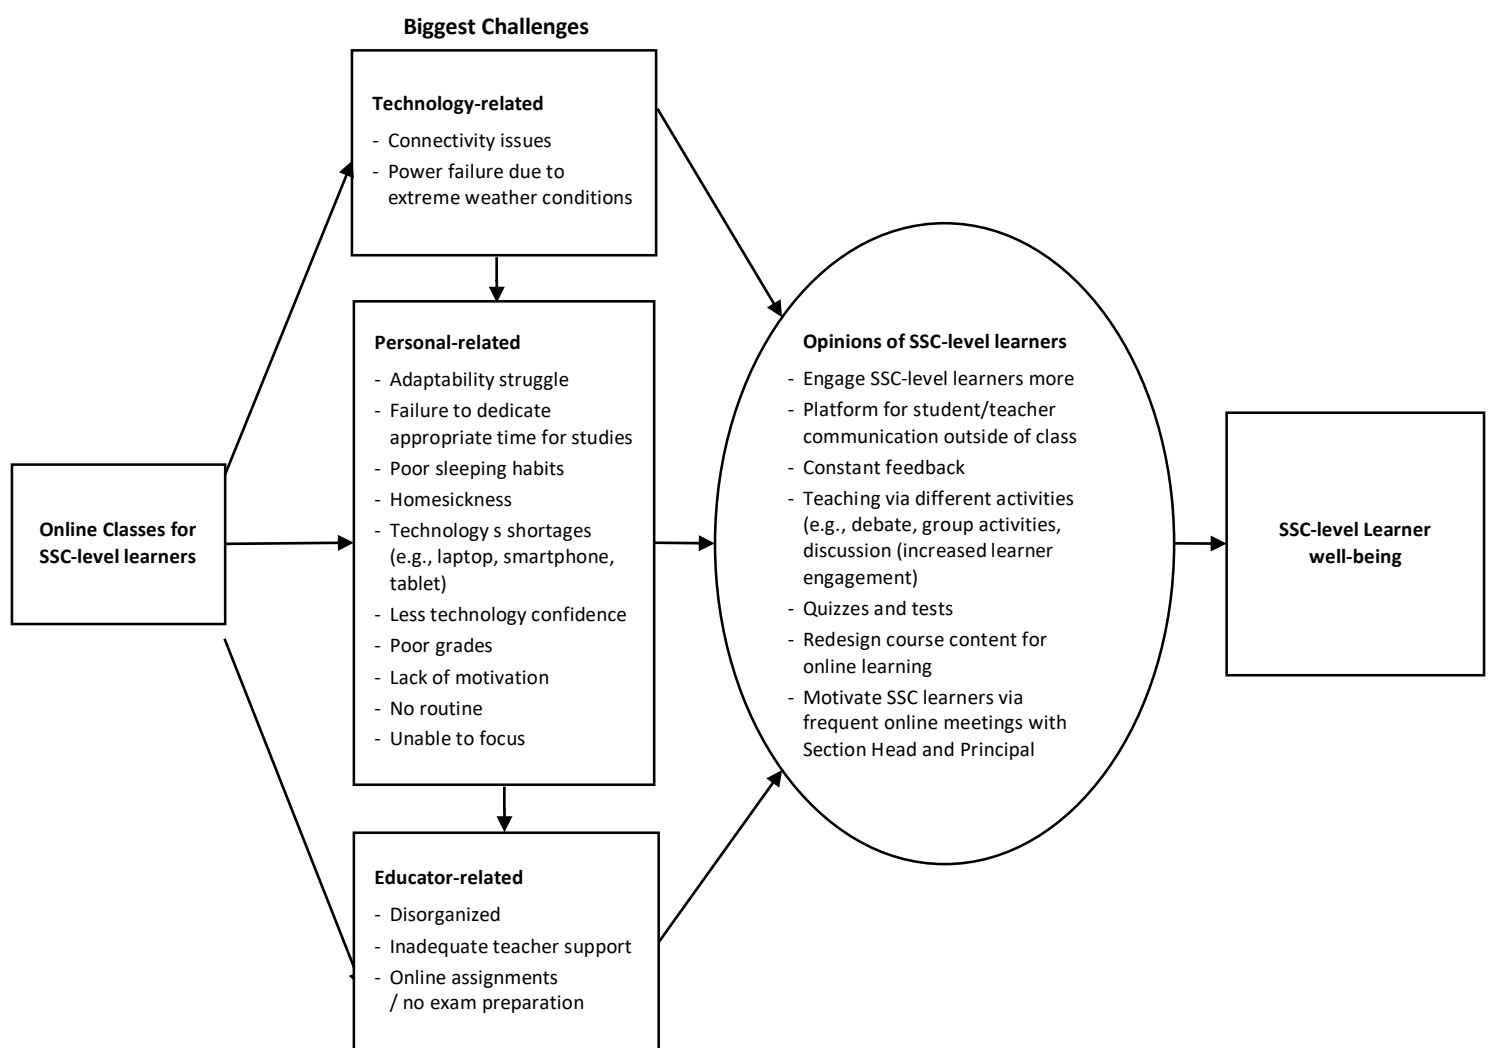 Biggest Challenges
Technology-related
- Connectivity issues
- Power failure due to
extreme weather conditions
Personal-related
- Adaptability struggle
- Failure to dedicate
appropriate time for studies
- Poor sleeping habits
- Homesickness
- Technology s shortages
(e.g., laptop, smartphone,
tablet)
- Less technology confidence
- Poor grades
- Lack of motivation
- No routine
- Unable to focus
Educator-related
- Disorganized
- Inadequate teacher support
- Online assignments
/ no exam preparation
Online Classes for
SSC-level learners
Opinions of SSC-level learners
- Engage SSC-level learners more
- Platform for student/teacher
communication outside of class
- Constant feedback
- Teaching via different activities
(e.g., debate, group activities,
discussion (increased learner
engagement)
- Quizzes and tests
- Redesign course content for
online learning
- Motivate SSC learners via
frequent online meetings with
Section Head and Principal
SSC-level Learner
well-being